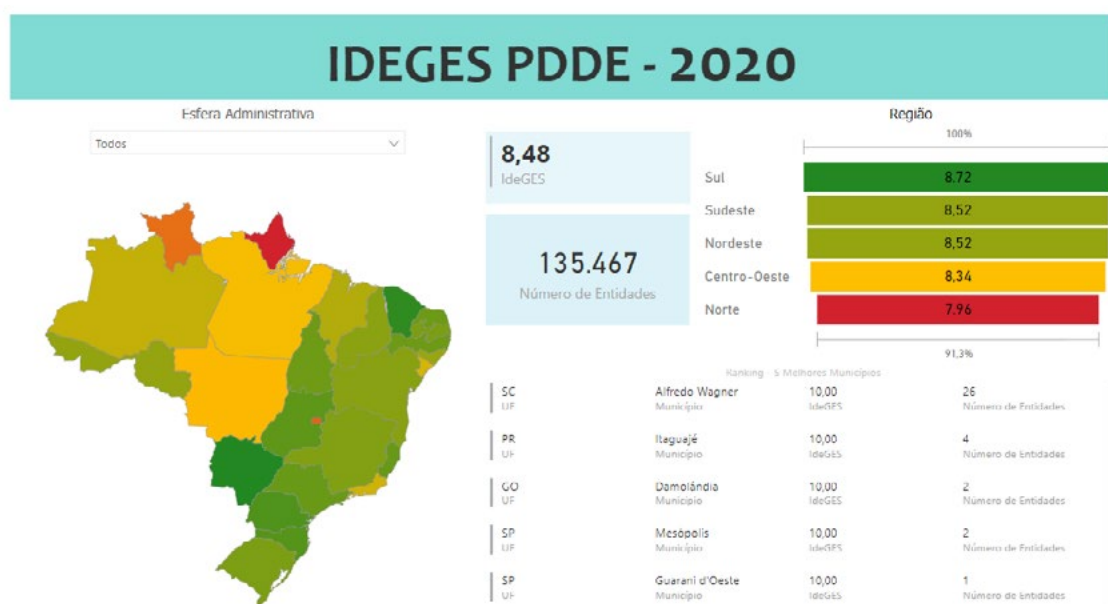 IDEGES PDDE - 2020
Esfera Administrativa
Todos
8,48
IdeGES
135.467
Número de Entidades
Região
100%
Sul 8.72
Sudeste 8,52
Nordeste 8,52
Centro-Oeste 8,34
Norte 7.96
91,3%
Ranking - 5 Melhores Municípios
SC Alfredo Wagner 10,00 26
UF Município IdeGES Número de Entidades
PR Itaguajé 10,00 4
UF Município IdeGES Número de Entidades
GO Damolândia 10,00 2
UF Município IdeGES Número de Entidades
SP Mesópolis 10,00 2
UF Município IdeGES Número de Entidades
SP Guarani d'Oeste 10,00 1
UF Município IdeGES Número de Entidades